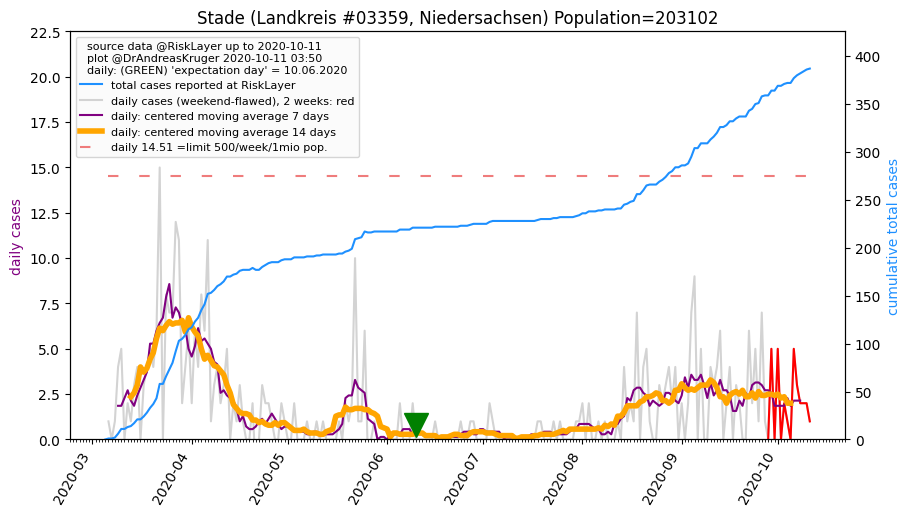 Stade (Landkreis #03359, Niedersachsen) Population=203102
source data @RiskLayer up to 2020-10-11
plot @DrAndreasKruger 2020-10-11 03:50
daily: (GREEN) 'expectation day' = 10.06.2020
total cases reported at RiskLayer
daily cases (weekend-flawed), 2 weeks: red
daily: centered moving average 7 days
daily: centered moving average 14 days
daily 14.51 =limit 500/week/1mio pop.
daily cases
22.5
20.0
17.5
15.0
12.5
10.0
7.5
5.0
2.5
0.0
cumulative total cases
400
350
300
250
200
150
100
50
0
2020-03
2020-04
2020-05
2020-06
2020-07
2020-08
2020-09
2020-10